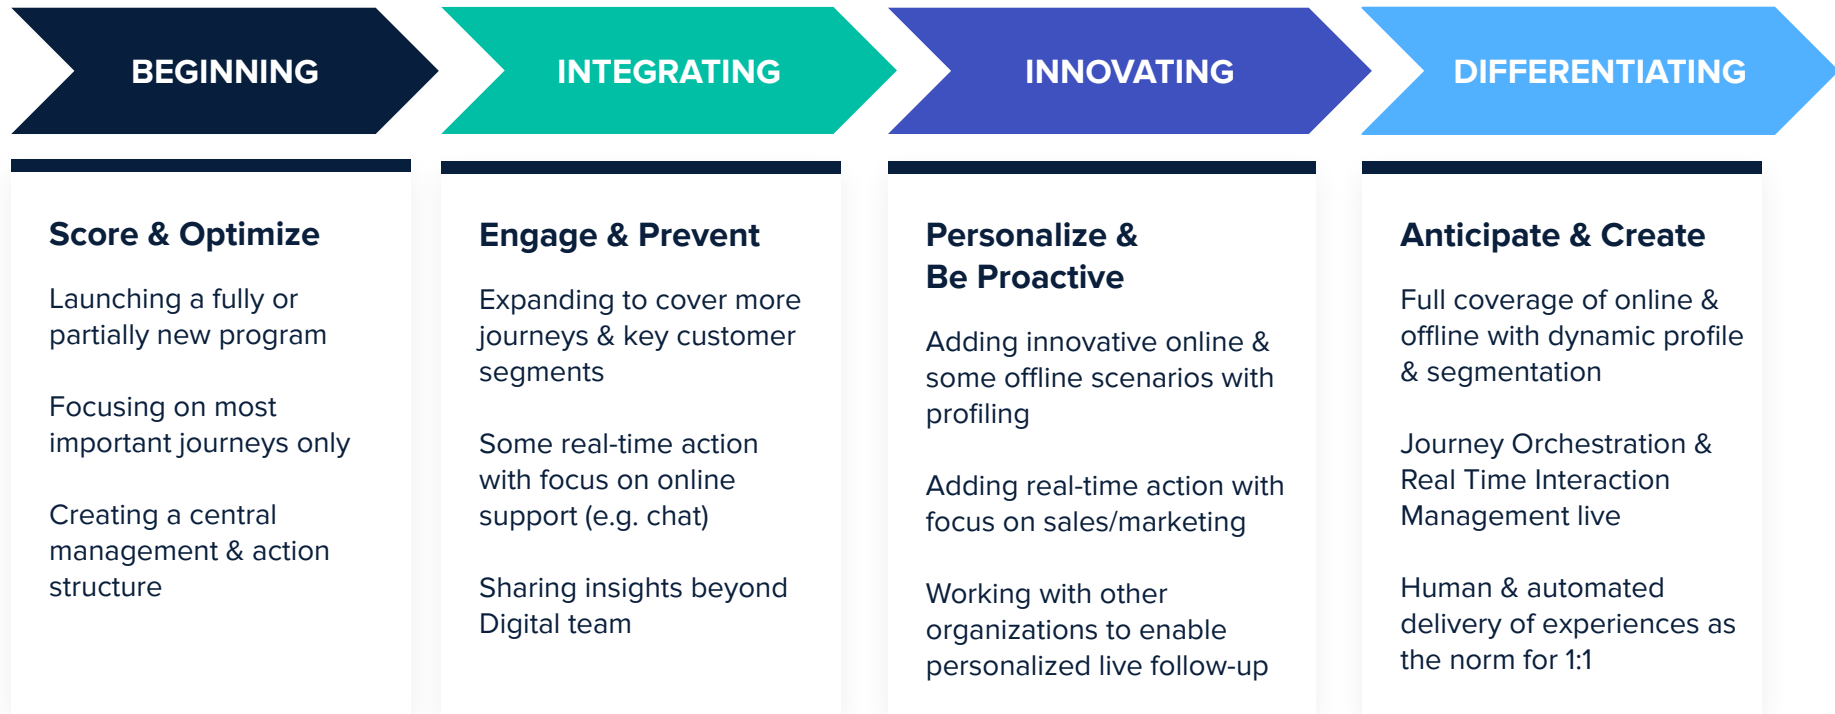 BEGINNING
INTEGRATING
INNOVATING
DIFFERENTIATING
Score & Optimize
Launching a fully or
partially new program
Focusing on most
important journeys only
Creating a central
management & action
structure
Engage & Prevent
Expanding to cover more
journeys & key customer
segments
Some real-time action
with focus on online
support (e.g. chat)
Sharing insights beyond
Digital team
Personalize &
Be Proactive
Adding innovative online &
some offline scenarios with
profiling
Adding real-time action with
focus on sales/marketing
Working with other
organizations to enable
personalized live follow-up
Anticipate & Create
Full coverage of online &
offline with dynamic profile
& segmentation
Journey Orchestration &
Real Time Interaction
Management live
Human & automated
delivery of experiences as
the norm for 1:1